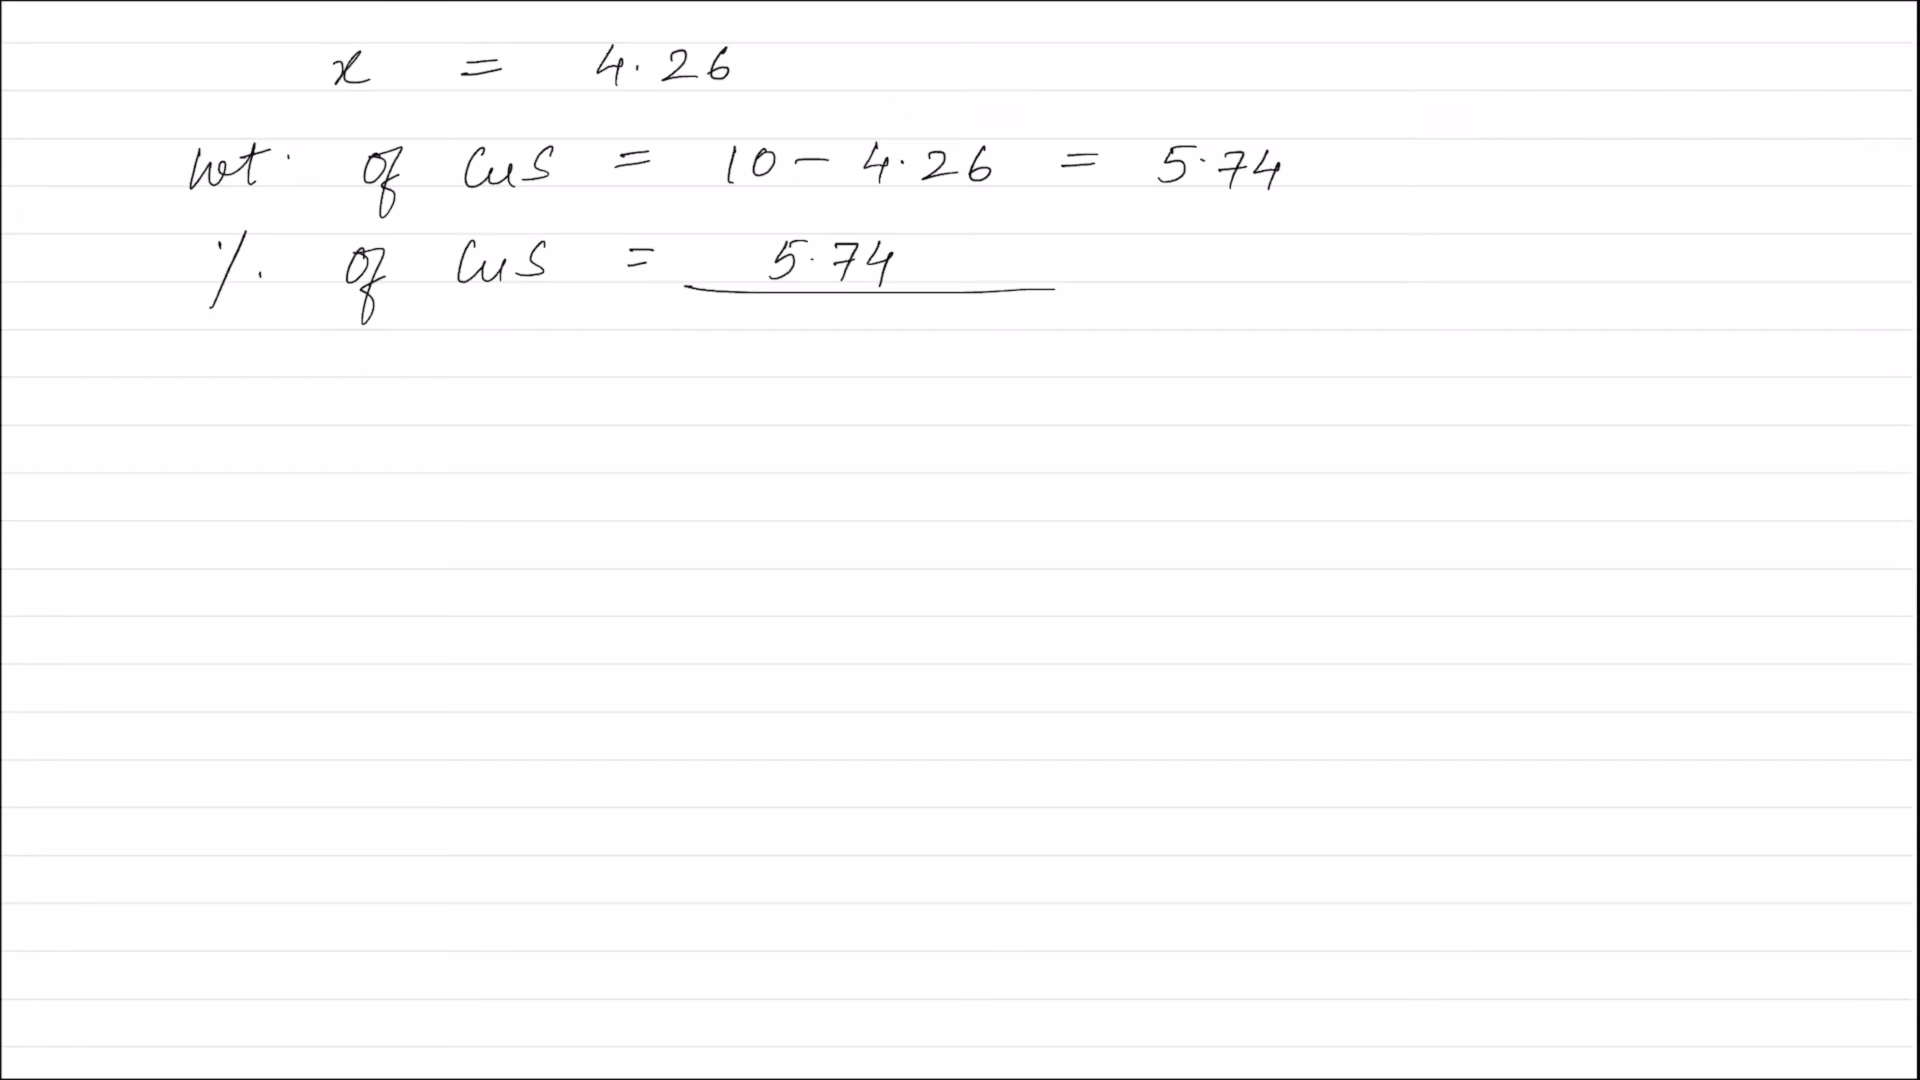 x = 4.26
wt. of CuS = 10 - 4.26 = 5.74
% of CuS = 5.74